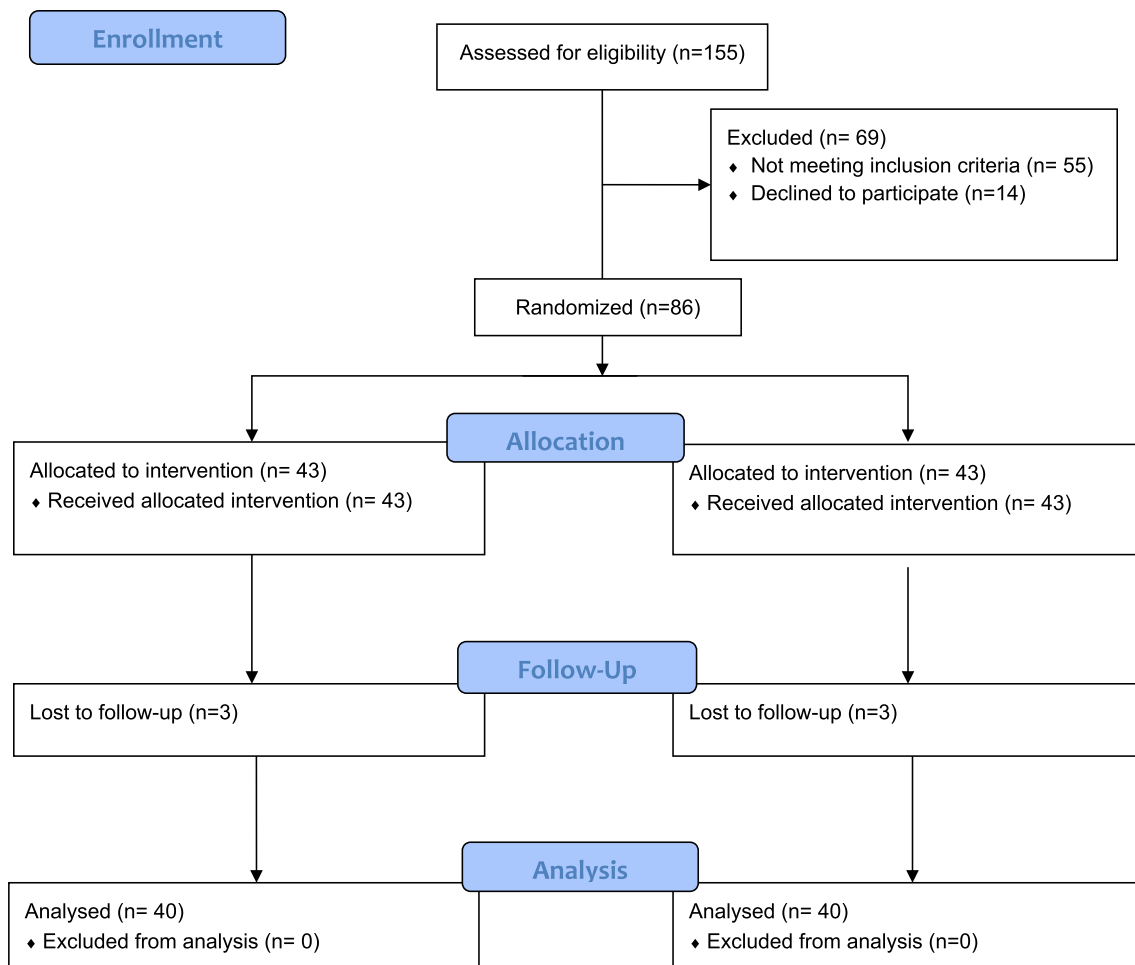 Enrollment
Assessed for eligibility (n=155)
Excluded (n= 69)
♦ Not meeting inclusion criteria (n= 55)
♦ Declined to participate (n=14)
Randomized (n=86)
Allocation
Allocated to intervention (n= 43)
♦ Received allocated intervention (n= 43)
Allocated to intervention (n= 43)
♦ Received allocated intervention (n= 43)
Follow-Up
Lost to follow-up (n=3)
Lost to follow-up (n=3)
Analysis
Analysed (n= 40)
♦ Excluded from analysis (n= 0)
Analysed (n= 40)
♦ Excluded from analysis (n=0)